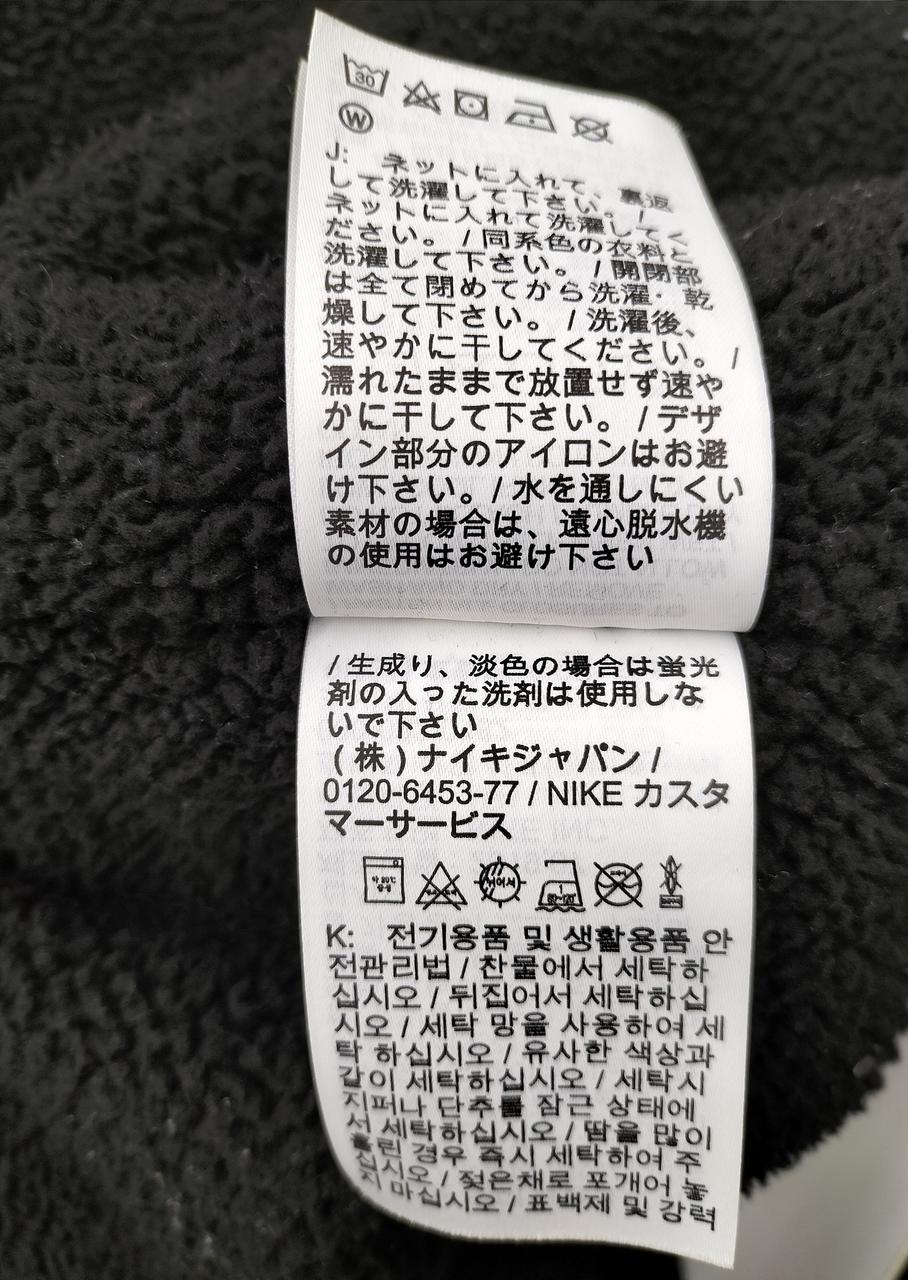 30
W
J: ネットに入れて、裏返
して洗濯して下さい。 /
ネットに入れて洗濯してく
ださい。 / 同系色の衣料と
洗濯して下さい。 / 開閉部
は全て閉めてから洗濯・乾
燥して下さい。 / 洗濯後、
速やかに干してください。 /
濡れたままで放置せず速や
かに干して下さい。 / デザ
イン部分のアイロンはお避
け下さい。 / 水を通しにくい
素材の場合は、遠心脱水機
の使用はお避け下さい
/ 生成り、淡色の場合は蛍光
剤の入った洗剤は使用しな
いで下さい
(株) ナイキジャパン /
0120-6453-77 / NIKE カスタ
マーサービス
K: 전기용품 및 생활용품 안
전관리법 / 찬물에서 세탁하
십시오 / 뒤집어서 세탁하십
시오 / 세탁 망을 사용하여 세
탁 하십시오 / 유사한 색상과
같이 세탁하십시오 / 세탁시
지퍼나 단추를 잠근 상태에
서 세탁하십시오 / 땀을 많이
흘린 경우 즉시 세탁하여 주
십시오 / 젖은채로 포개어 놓
지 마십시오 / 표백제 및 강력